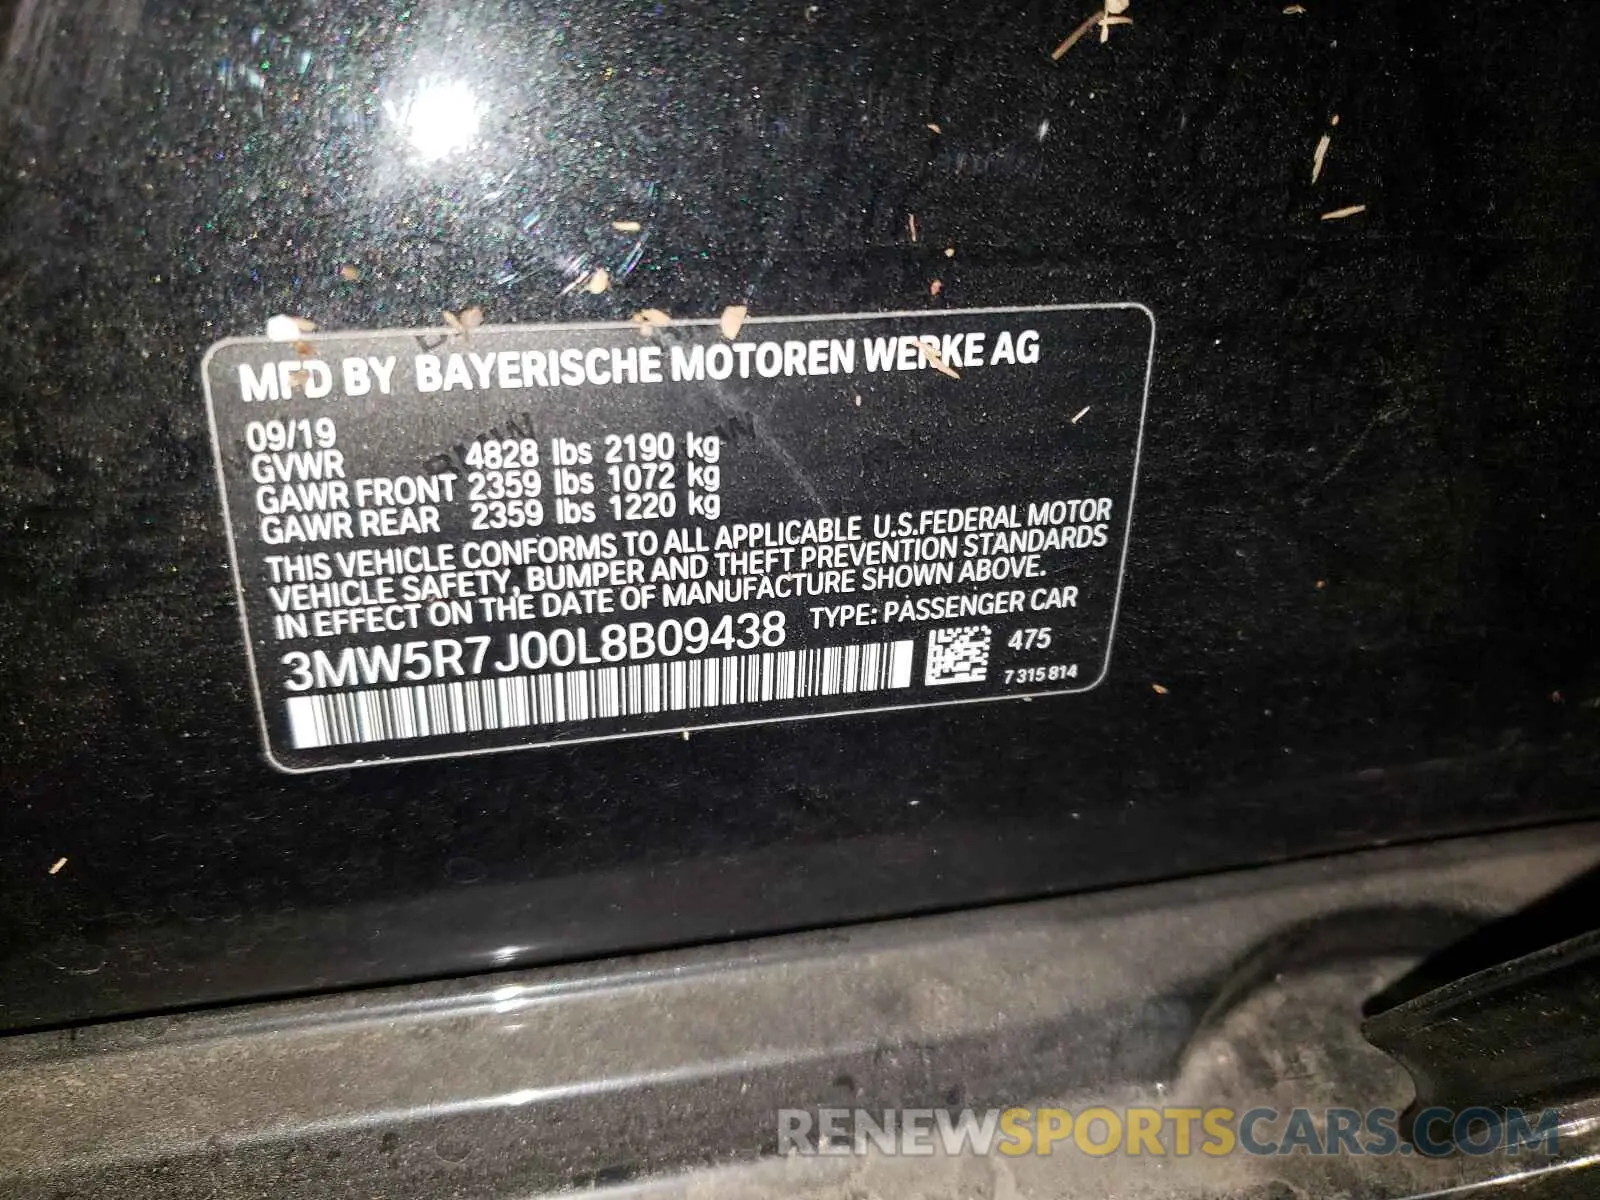 MFD BY BAYERISCHE MOTOREN WERKE AG
09/19
GVWR 4828 lbs 2190 kg
GAWR FRONT 2359 lbs 1072 kg
GAWR REAR 2359 lbs 1220 kg
THIS VEHICLE CONFORMS TO ALL APPLICABLE U.S.FEDERAL MOTOR
VEHICLE SAFETY, BUMPER AND THEFT PREVENTION STANDARDS
IN EFFECT ON THE DATE OF MANUFACTURE SHOWN ABOVE.
3MW5R7J00L8B09438 TYPE: PASSENGER CAR
475
7 315 814
RENEWSPORTSCARS.COM